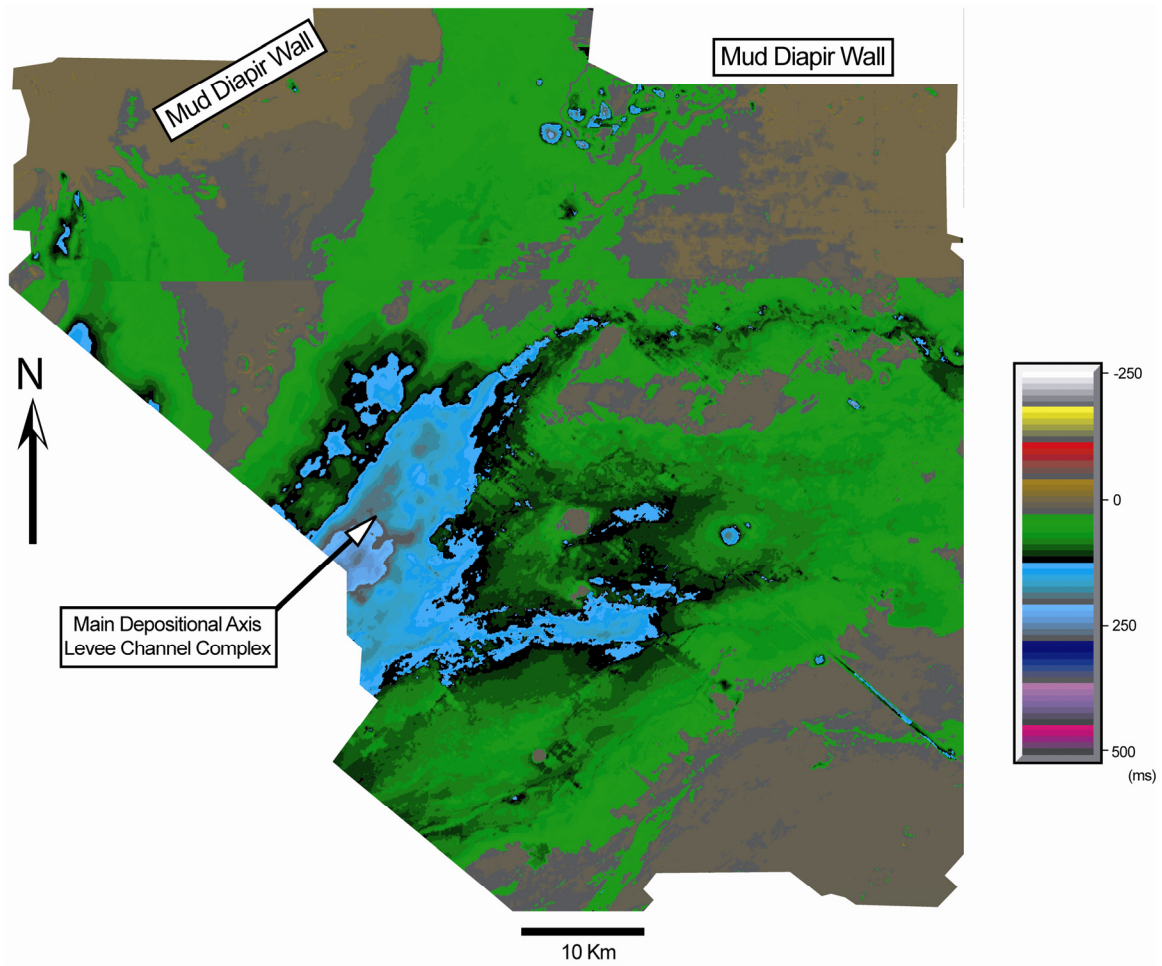 Mud Diapir Wall
Mud Diapir Wall
N
Main Depositional Axis
Levee Channel Complex
-250
0
250
500
(ms)
10 Km